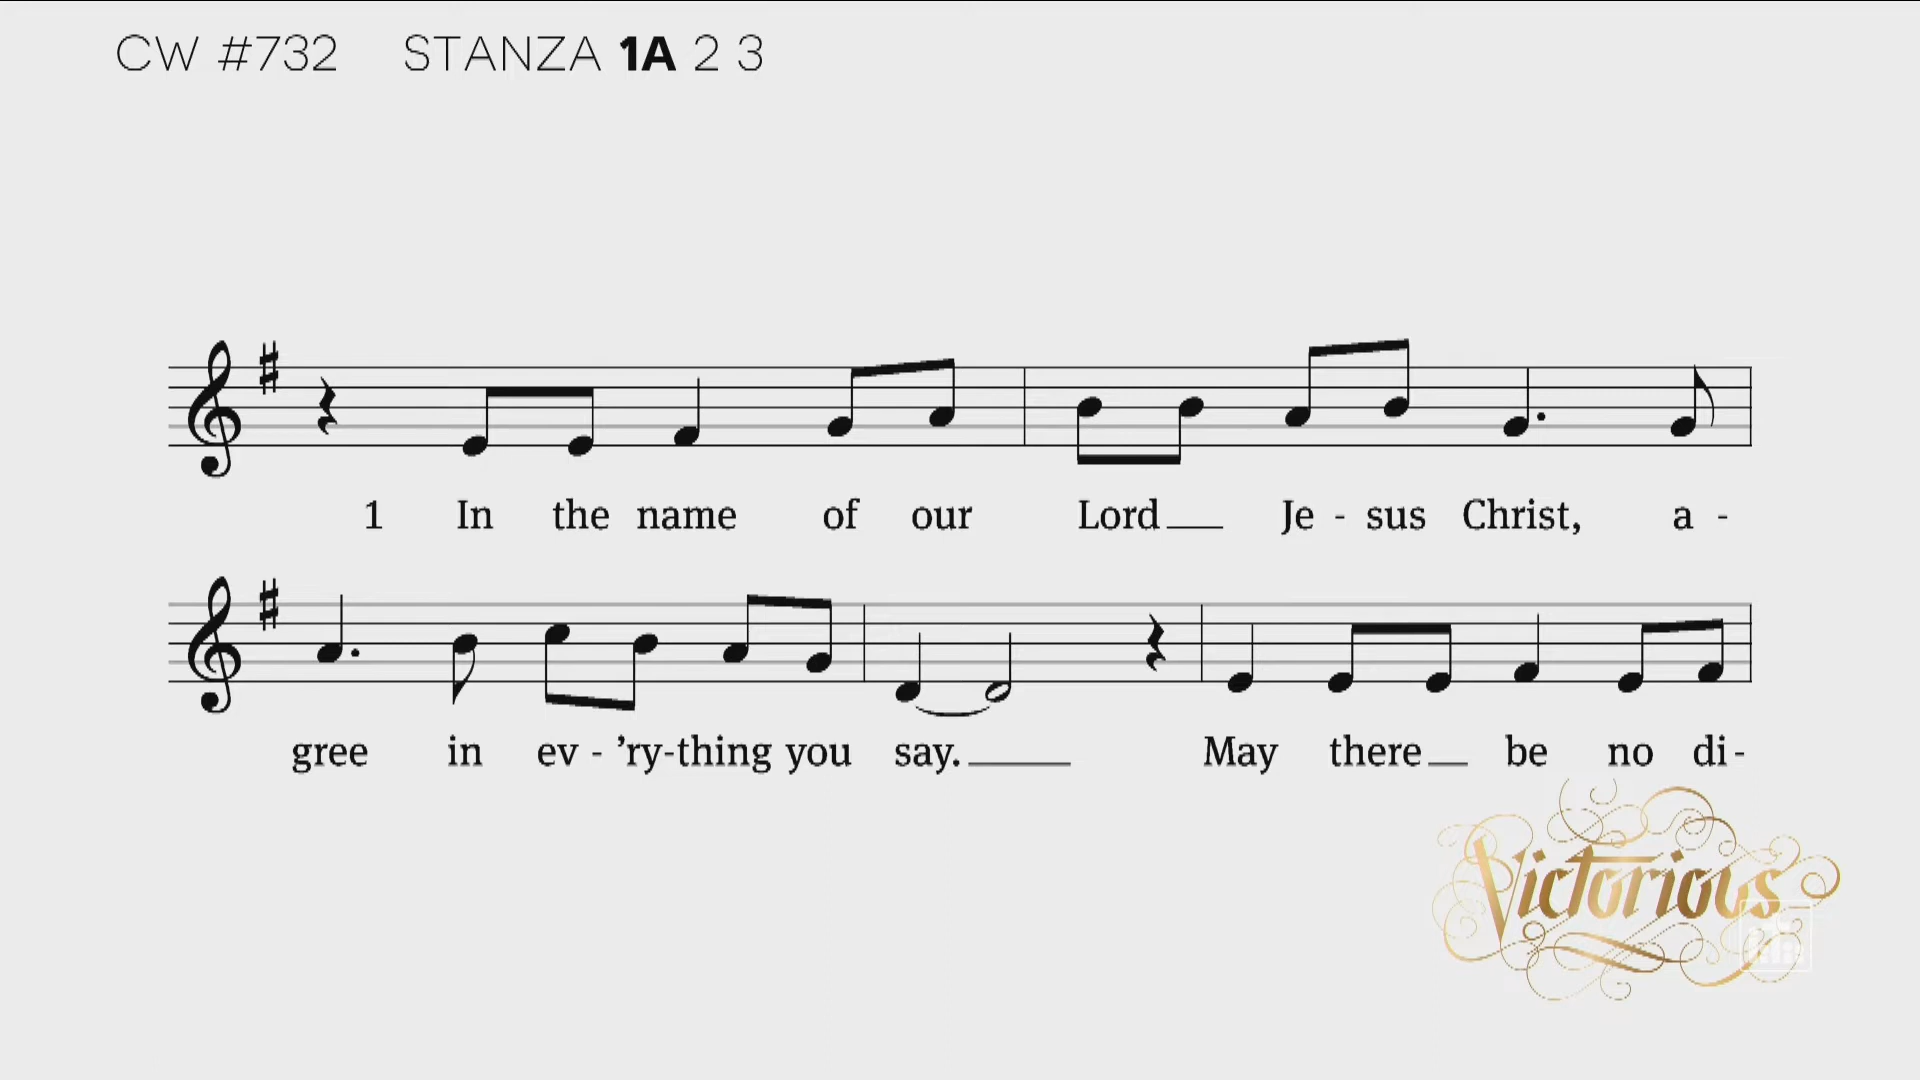 CW #732 STANZA 1A 2 3
1 In the name of our Lord Je - sus Christ, a -
gree in ev - ’ry-thing you say. May there be no di-
Victorious